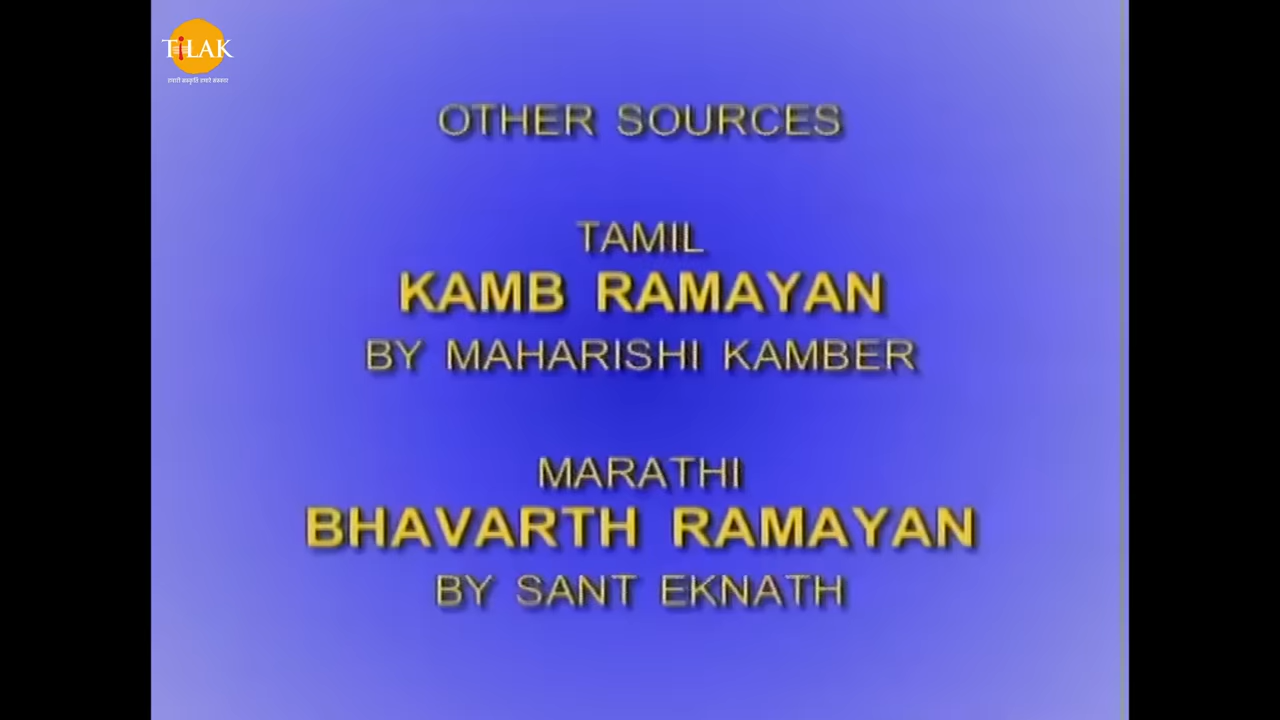 TiLAK
OTHER SOURCES
TAMIL
KAMB RAMAYAN
BY MAHARISHI KAMBER
MARATHI
BHAVARTH RAMAYAN
BY SANT EKNATH